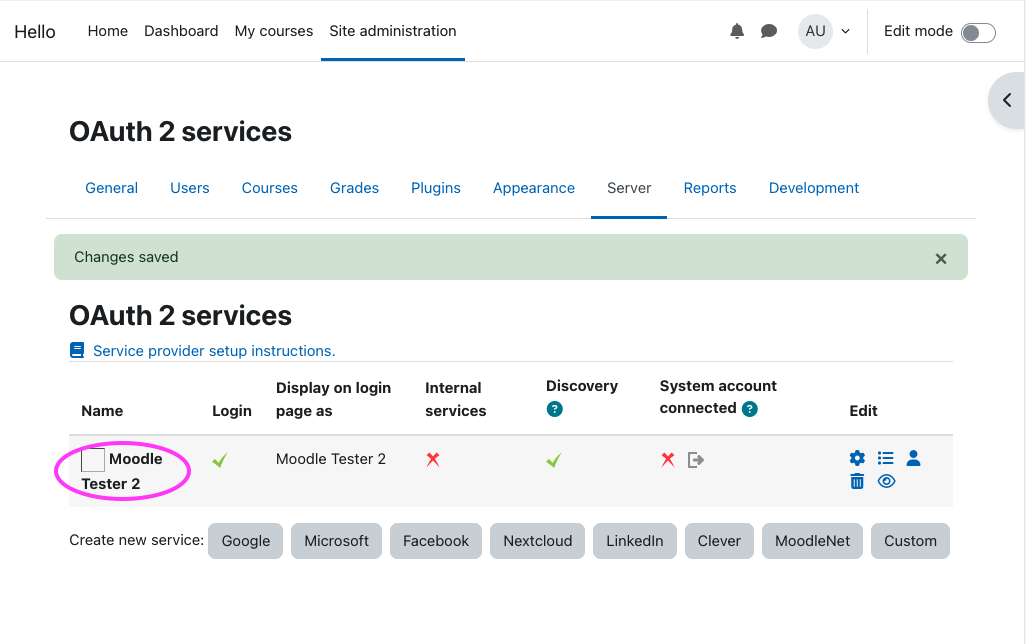 Hello Home Dashboard My courses Site administration AU Edit mode
OAuth 2 services
General Users Courses Grades Plugins Appearance Server Reports Development
Changes saved ×
OAuth 2 services
Service provider setup instructions.
Name Login Display on login page as Internal services Discovery ? System account connected ? Edit
Moodle Tester 2 Moodle Tester 2
Create new service: Google Microsoft Facebook Nextcloud LinkedIn Clever MoodleNet Custom